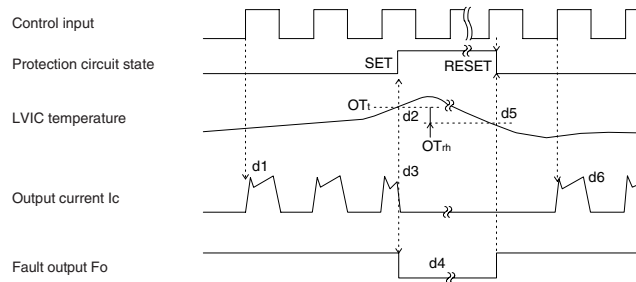 Control input
Protection circuit state
SET
RESET
LVIC temperature
OTt
d2
d5
OTrh
Output current Ic
d1
d3
d6
Fault output Fo
d4